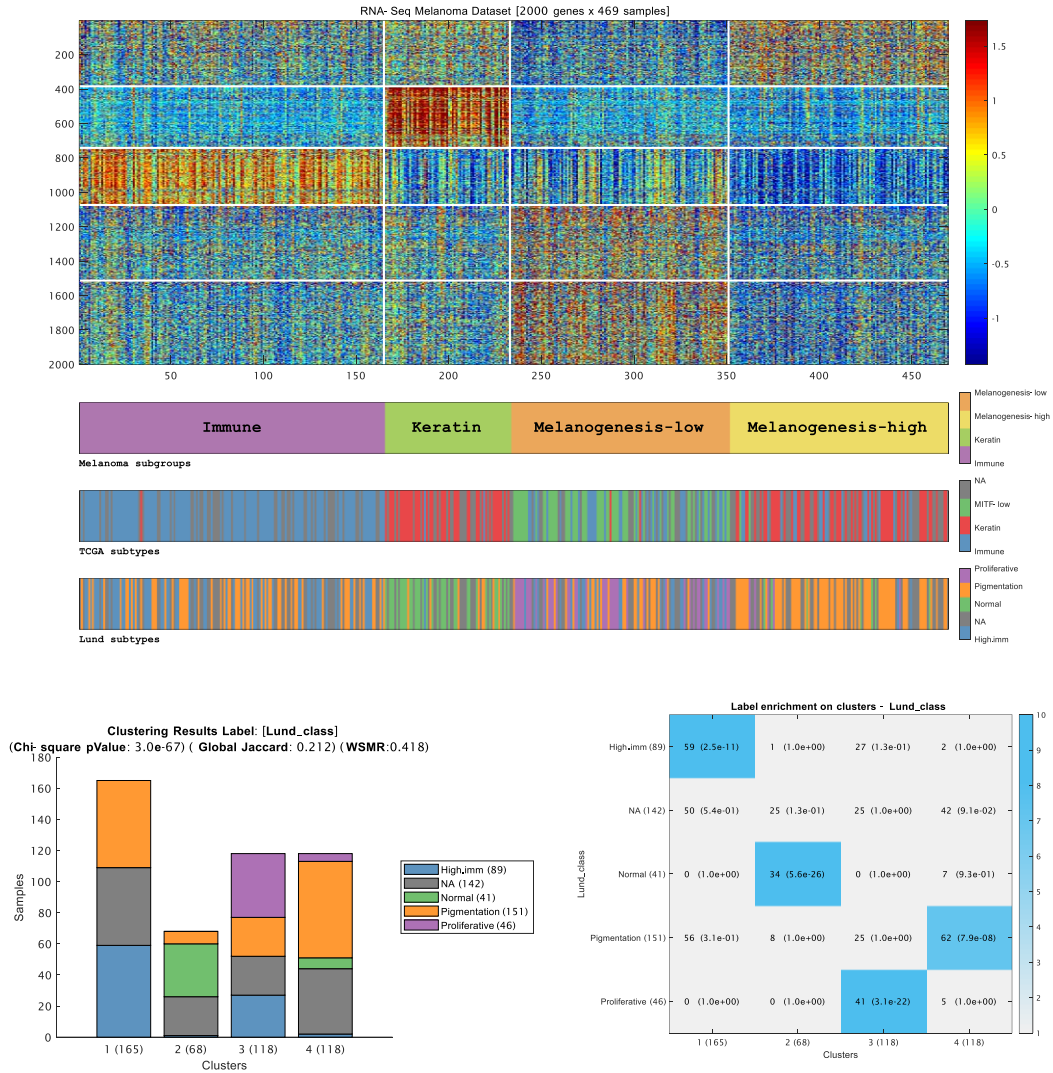 RNA- Seq Melanoma Dataset [2000 genes x 469 samples]
200
400
600
800
1000
1200
1400
1600
1800
2000
50 100 150 200 250 300 350 400 450
1.5
1
0.5
0
-0.5
-1
Immune Keratin Melanogenesis-low Melanogenesis-high
Melanoma subgroups
Melanogenesis- low
Melanogenesis- high
Keratin
Immune
TCGA subtypes
NA
MITF- low
Keratin
Immune
Lund subtypes
Proliferative
Pigmentation
Normal
NA
High.imm
Clustering Results Label: [Lund_class]
(Chi- square pValue: 3.0e-67) ( Global Jaccard: 0.212) ( WSMR:0.418)
180
160
140
120
100
80
60
40
20
0
Samples
1 (165) 2 (68) 3 (118) 4 (118)
Clusters
High.imm (89)
NA (142)
Normal (41)
Pigmentation (151)
Proliferative (46)
Label enrichment on clusters - Lund_class
High.imm (89) 59 (2.5e-11) 1 (1.0e+00) 27 (1.3e-01) 2 (1.0e+00)
NA (142) 50 (5.4e-01) 25 (1.3e-01) 25 (1.0e+00) 42 (9.1e-02)
Normal (41) 0 (1.0e+00) 34 (5.6e-26) 0 (1.0e+00) 7 (9.3e-01)
Pigmentation (151) 56 (3.1e-01) 8 (1.0e+00) 25 (1.0e+00) 62 (7.9e-08)
Proliferative (46) 0 (1.0e+00) 0 (1.0e+00) 41 (3.1e-22) 5 (1.0e+00)
Lund_class
1 (165) 2 (68) 3 (118) 4 (118)
Clusters
10
9
8
7
6
5
4
3
2
1